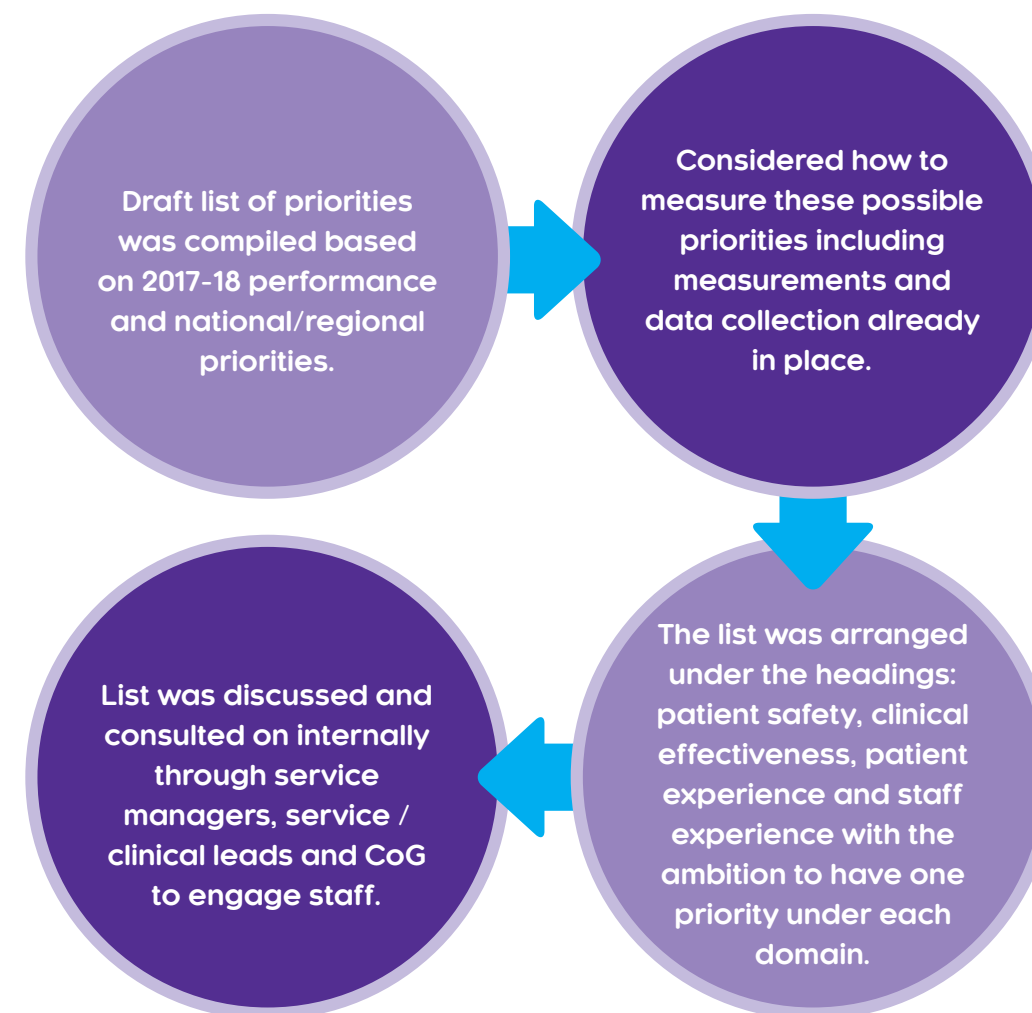 Draft list of priorities
was compiled based
on 2017-18 performance
and national/regional
priorities.
Considered how to
measure these possible
priorities including
measurements and
data collection already
in place.
The list was arranged
under the headings:
patient safety, clinical
effectiveness, patient
experience and staff
experience with the
ambition to have one
priority under each
domain.
List was discussed and
consulted on internally
through service
managers, service /
clinical leads and CoG
to engage staff.